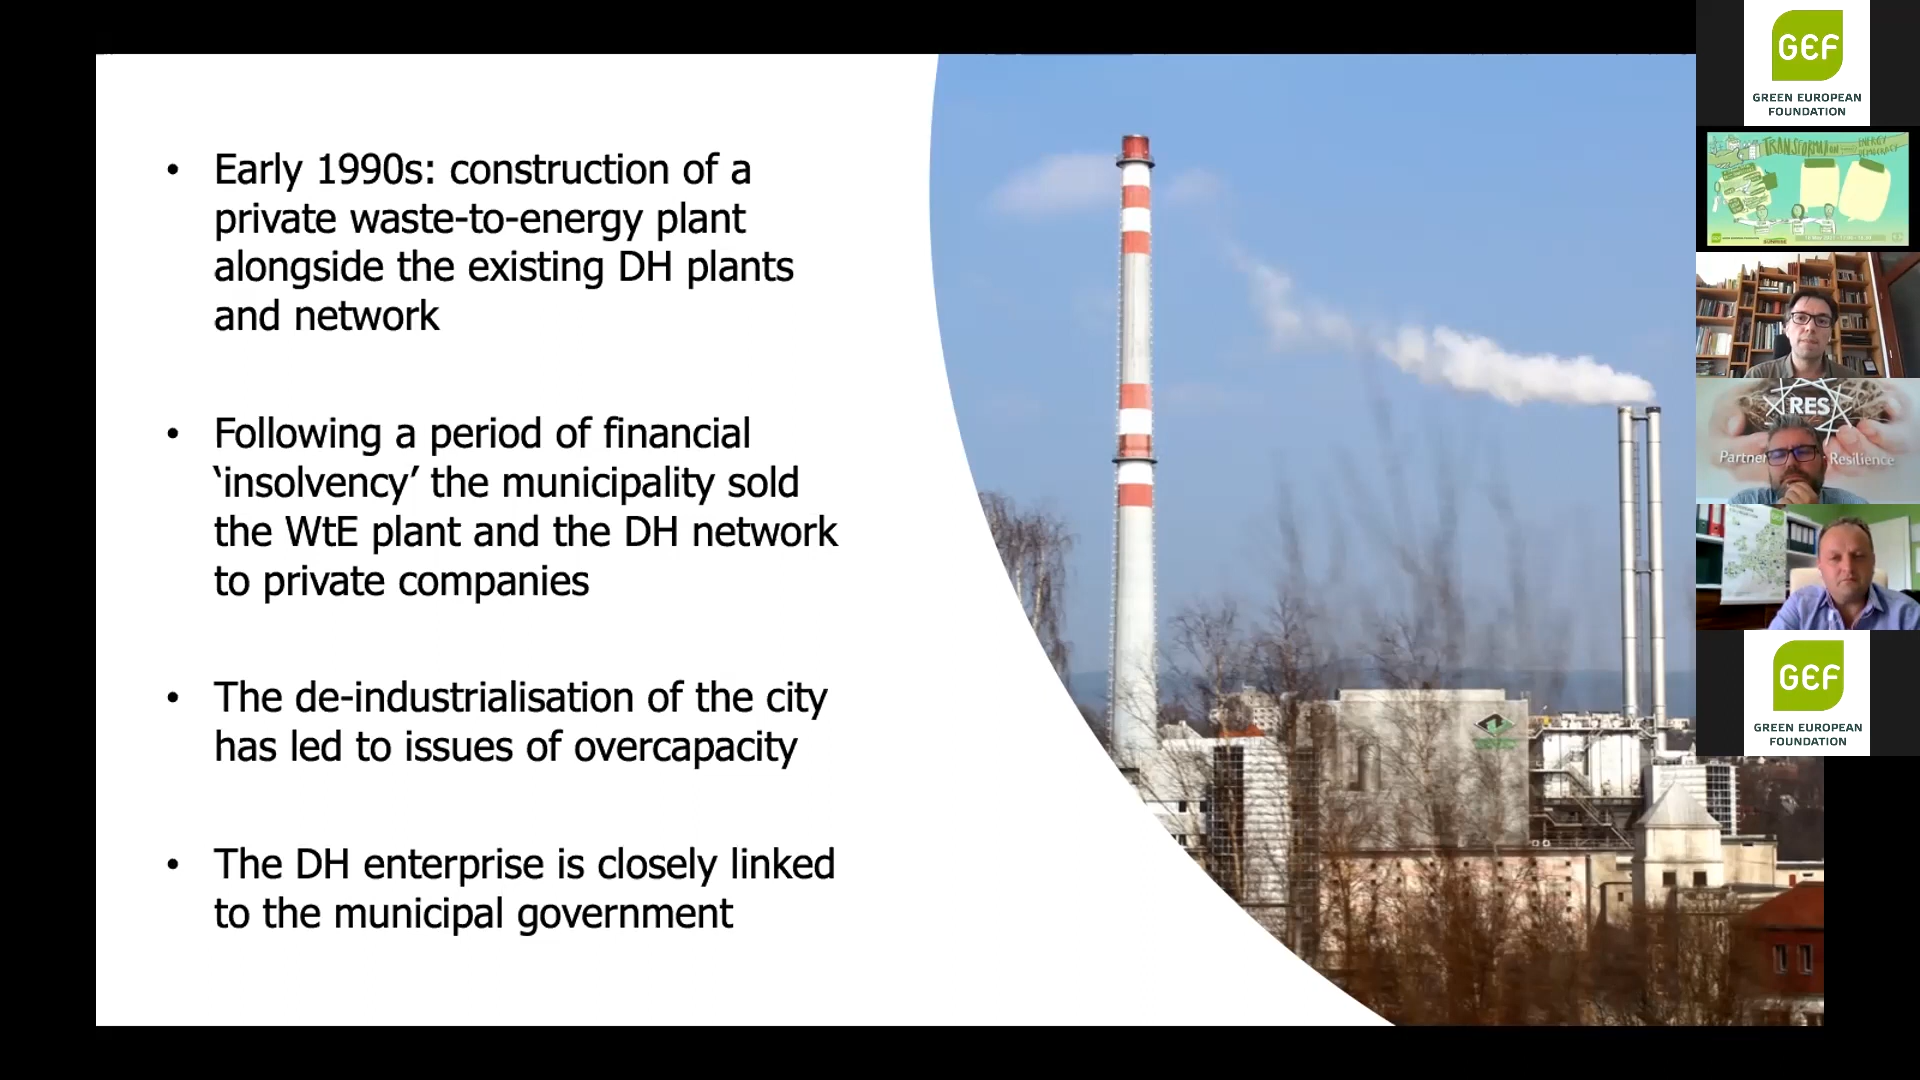 • Early 1990s: construction of a
private waste-to-energy plant
alongside the existing DH plants
and network
• Following a period of financial
‘insolvency’ the municipality sold
the WtE plant and the DH network
to private companies
• The de-industrialisation of the city
has led to issues of overcapacity
• The DH enterprise is closely linked
to the municipal government
GEF
GREEN EUROPEAN
FOUNDATION
ENERGY
RES
Resilience
GEF
GREEN EUROPEAN
FOUNDATION